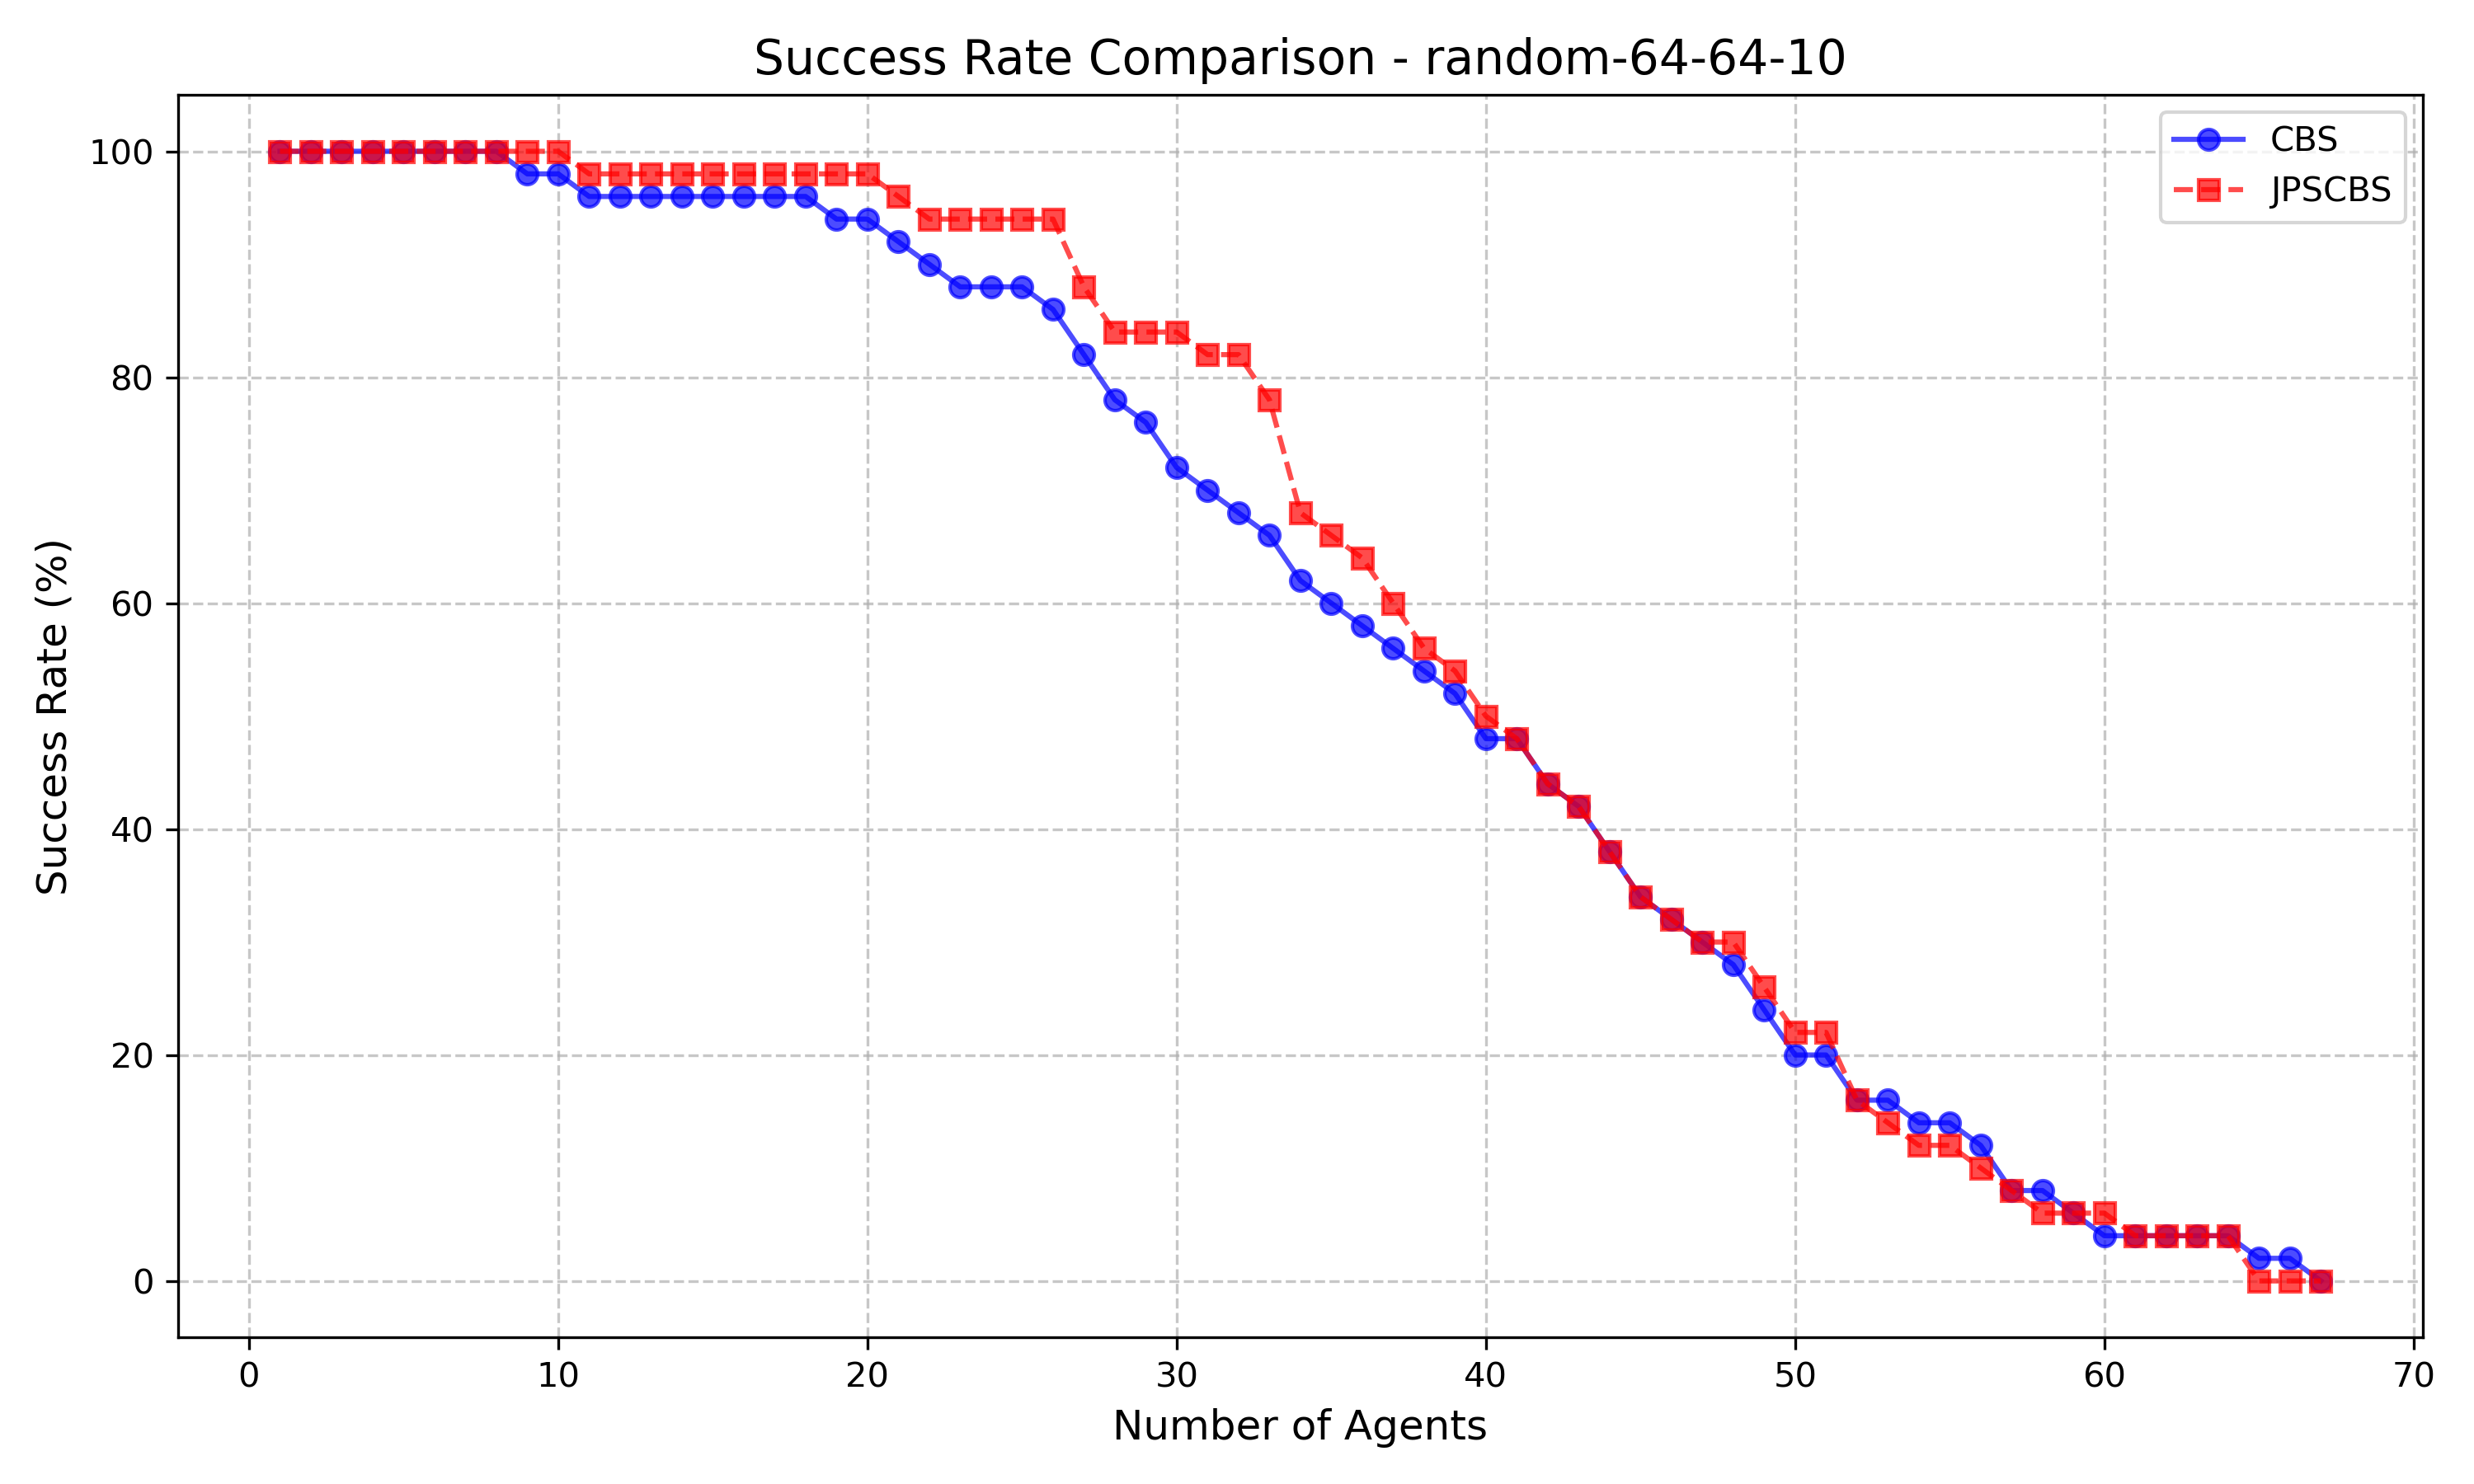 Success Rate Comparison - random-64-64-10
CBS
JPSCBS
Success Rate (%)
100
80
60
40
20
0
0 10 20 30 40 50 60 70
Number of Agents